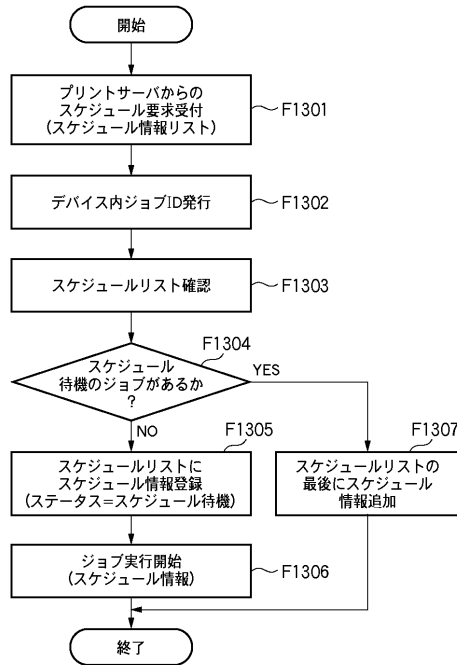 開始
プリントサーバからの
スケジュール要求受付
(スケジュール情報リスト)
F1301
デバイス内ジョブID発行
F1302
スケジュールリスト確認
F1303
F1304
スケジュール
待機のジョブがあるか
?
YES
NO
F1305
スケジュールリストに
スケジュール情報登録
(ステータス=スケジュール待機)
F1307
スケジュールリストの
最後にスケジュール
情報追加
ジョブ実行開始
(スケジュール情報)
F1306
終了